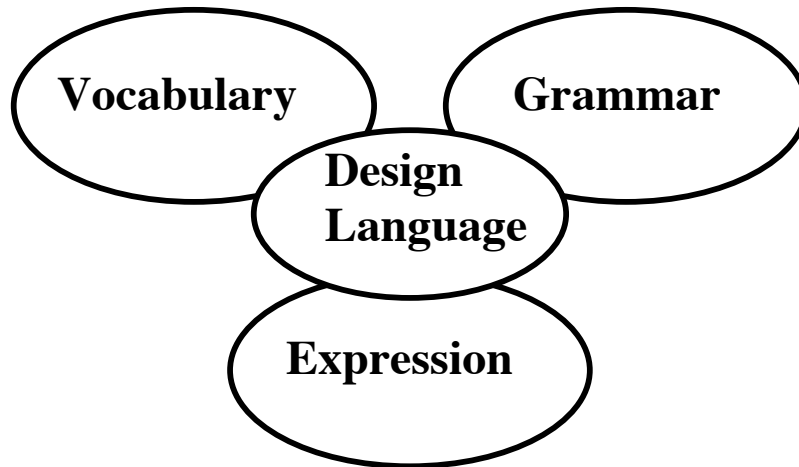 Vocabulary
Grammar
Design
Language
Expression